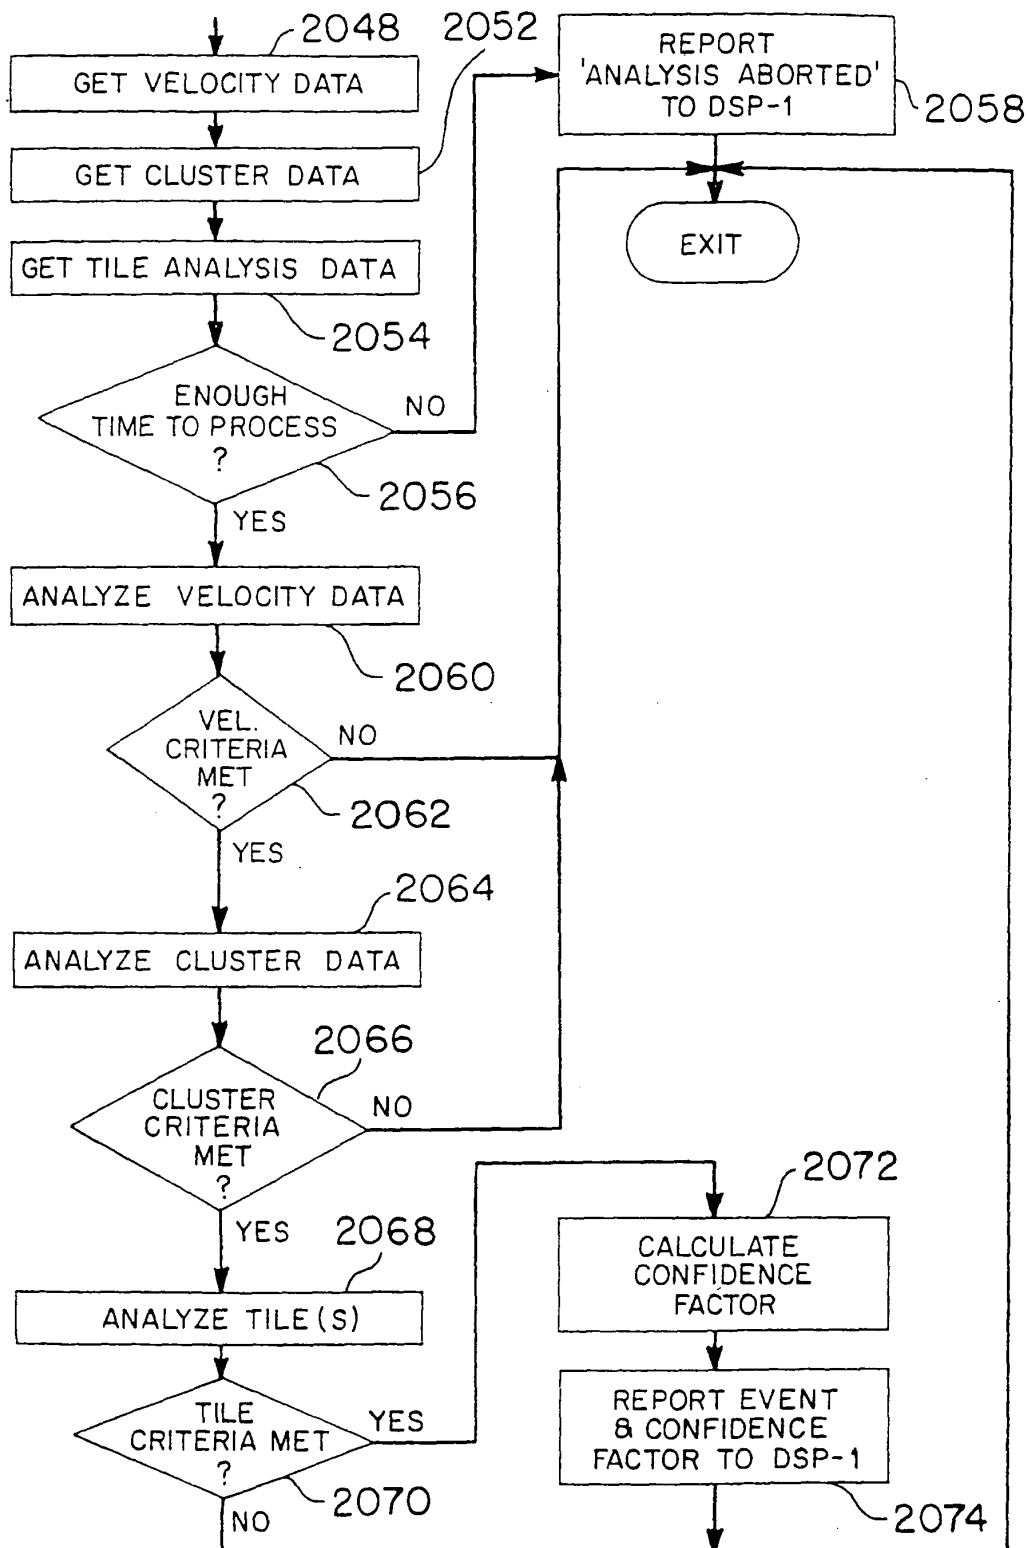 2048
GET VELOCITY DATA
2052
GET CLUSTER DATA
GET TILE ANALYSIS DATA
2054
ENOUGH
TIME TO PROCESS
?
2056
NO
YES
REPORT
'ANALYSIS ABORTED'
TO DSP-1
2058
EXIT
ANALYZE VELOCITY DATA
2060
VEL.
CRITERIA
MET
?
2062
NO
YES
2064
ANALYZE CLUSTER DATA
2066
CLUSTER
CRITERIA
MET
?
NO
YES
2068
ANALYZE TILE(S)
TILE
CRITERIA MET
?
2070
YES
NO
2072
CALCULATE
CONFIDENCE
FACTOR
REPORT EVENT
& CONFIDENCE
FACTOR TO DSP-1
2074